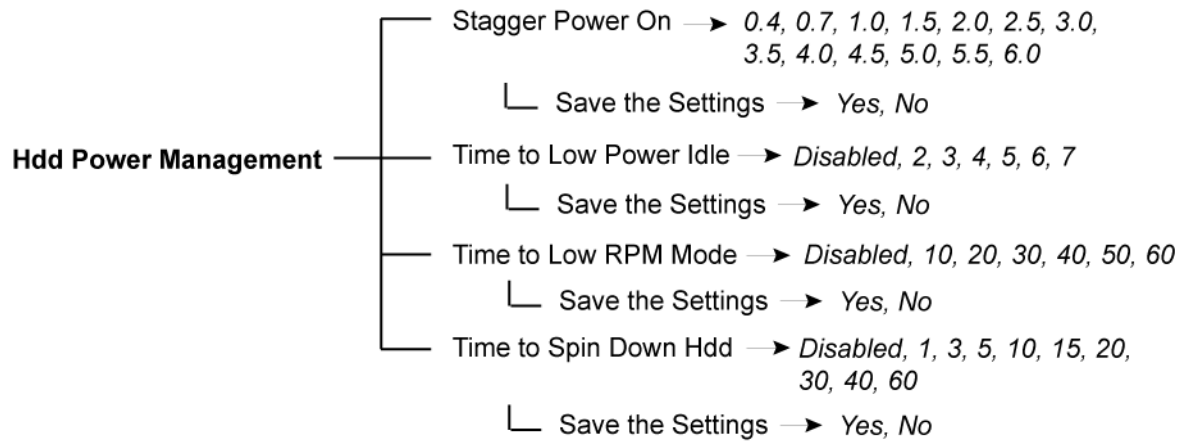 Stagger Power On 0.4, 0.7, 1.0, 1.5, 2.0, 2.5, 3.0,
3.5, 4.0, 4.5, 5.0, 5.5, 6.0
Save the Settings Yes, No
Hdd Power Management Time to Low Power Idle Disabled, 2, 3, 4, 5, 6, 7
Save the Settings Yes, No
Time to Low RPM Mode Disabled, 10, 20, 30, 40, 50, 60
Save the Settings Yes, No
Time to Spin Down Hdd Disabled, 1, 3, 5, 10, 15, 20,
30, 40, 60
Save the Settings Yes, No